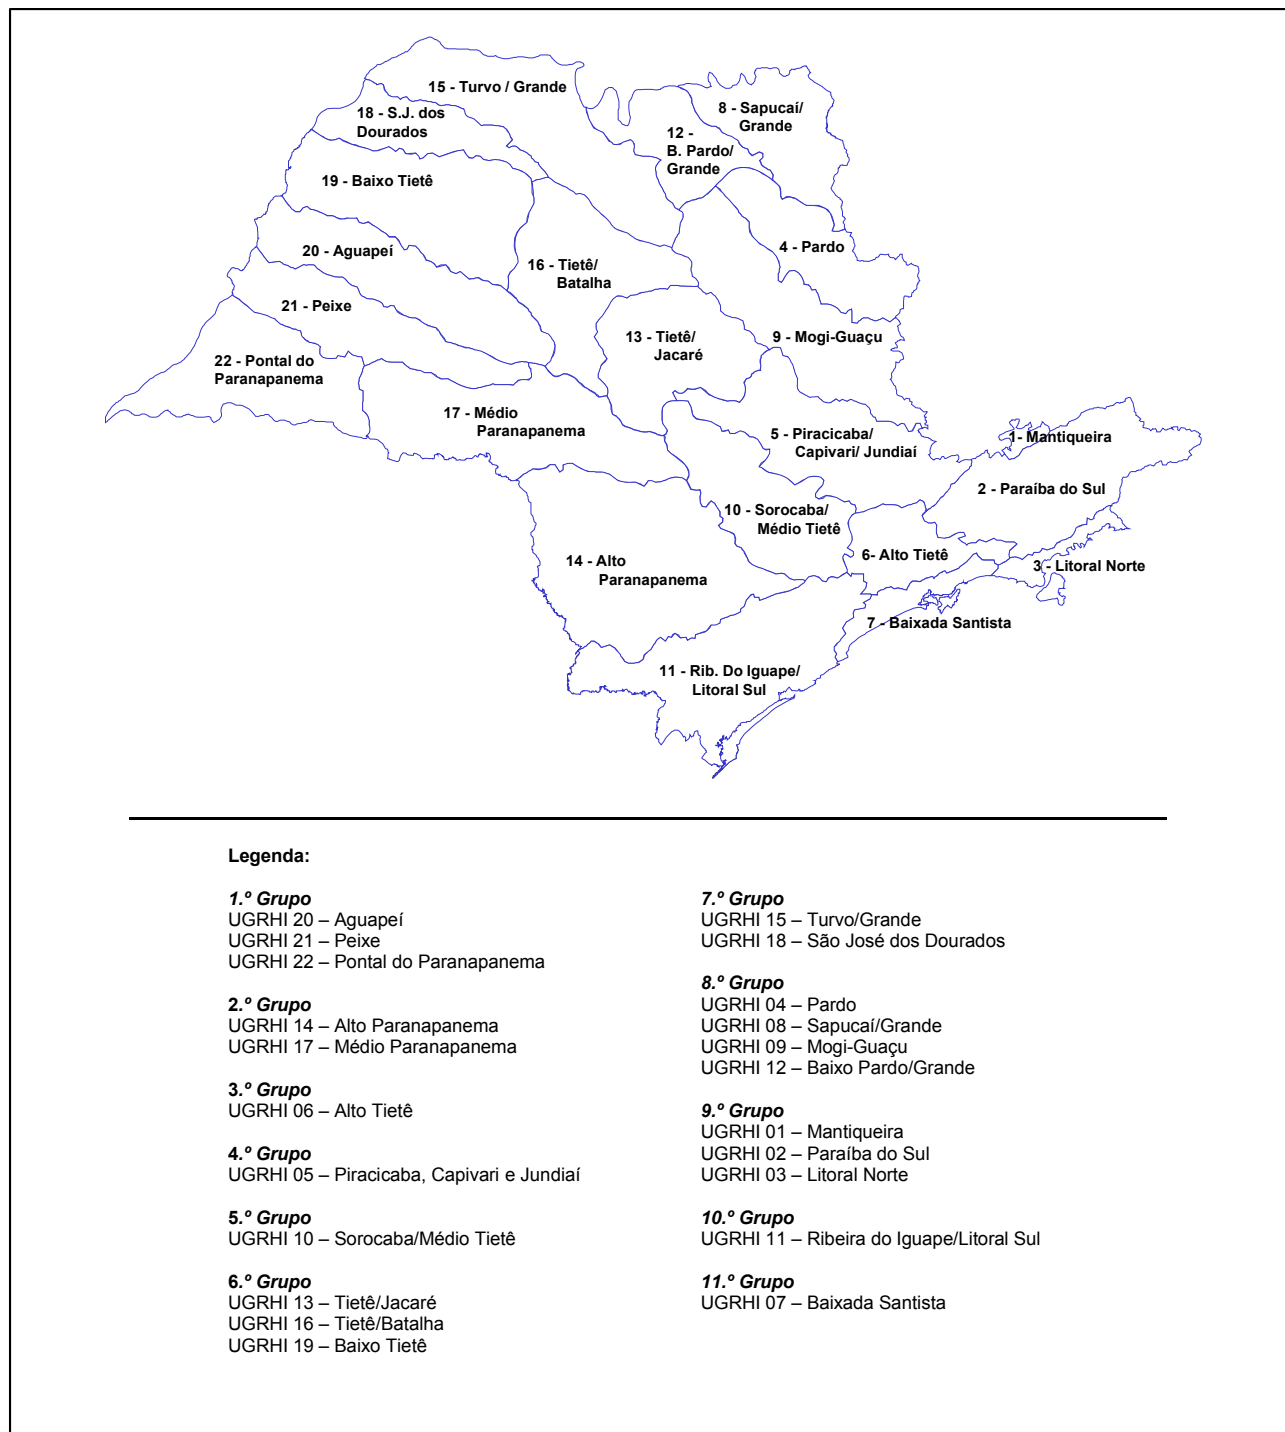 15 - Turvo / Grande
18 - S.J. dos
Dourados
8 - Sapucaí/
Grande
12 -
B. Pardo/
Grande
19 - Baixo Tietê
20 - Aguapeí
4 - Pardo
16 - Tietê/
Batalha
21 - Peixe
13 - Tietê/
Jacaré
9 - Mogi-Guaçu
22 - Pontal do
Paranapanema
17 - Médio
Paranapanema
5 - Piracicaba/
Capivari/ Jundiaí
1- Mantiqueira
2 - Paraíba do Sul
10 - Sorocaba/
Médio Tietê
6- Alto Tietê
14 - Alto
Paranapanema
3 - Litoral Norte
7 - Baixada Santista
11 - Rib. Do Iguape/
Litoral Sul
Legenda:
1.º Grupo
UGRHI 20 – Aguapeí
UGRHI 21 – Peixe
UGRHI 22 – Pontal do Paranapanema
2.º Grupo
UGRHI 14 – Alto Paranapanema
UGRHI 17 – Médio Paranapanema
3.º Grupo
UGRHI 06 – Alto Tietê
4.º Grupo
UGRHI 05 – Piracicaba, Capivari e Jundiaí
5.º Grupo
UGRHI 10 – Sorocaba/Médio Tietê
6.º Grupo
UGRHI 13 – Tietê/Jacaré
UGRHI 16 – Tietê/Batalha
UGRHI 19 – Baixo Tietê
7.º Grupo
UGRHI 15 – Turvo/Grande
UGRHI 18 – São José dos Dourados
8.º Grupo
UGRHI 04 – Pardo
UGRHI 08 – Sapucaí/Grande
UGRHI 09 – Mogi-Guaçu
UGRHI 12 – Baixo Pardo/Grande
9.º Grupo
UGRHI 01 – Mantiqueira
UGRHI 02 – Paraíba do Sul
UGRHI 03 – Litoral Norte
10.º Grupo
UGRHI 11 – Ribeira do Iguape/Litoral Sul
11.º Grupo
UGRHI 07 – Baixada Santista